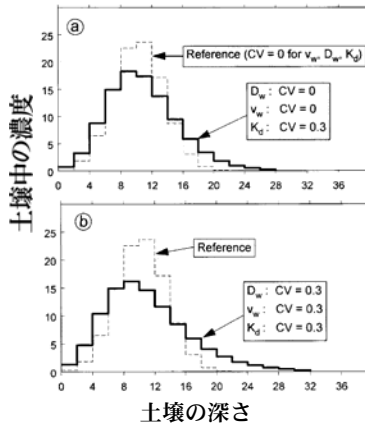 土壌中の濃度
25
20
15
10
5
0
a
Reference (CV = 0 for vw, Dw, Kd)
Dw : CV = 0
vw : CV = 0
Kd : CV = 0.3
0 4 8 12 16 20 24 28 32 36
25
20
15
10
5
0
b
Reference
Dw : CV = 0.3
vw : CV = 0.3
Kd : CV = 0.3
0 4 8 12 16 20 24 28 32 36
土壌の深さ